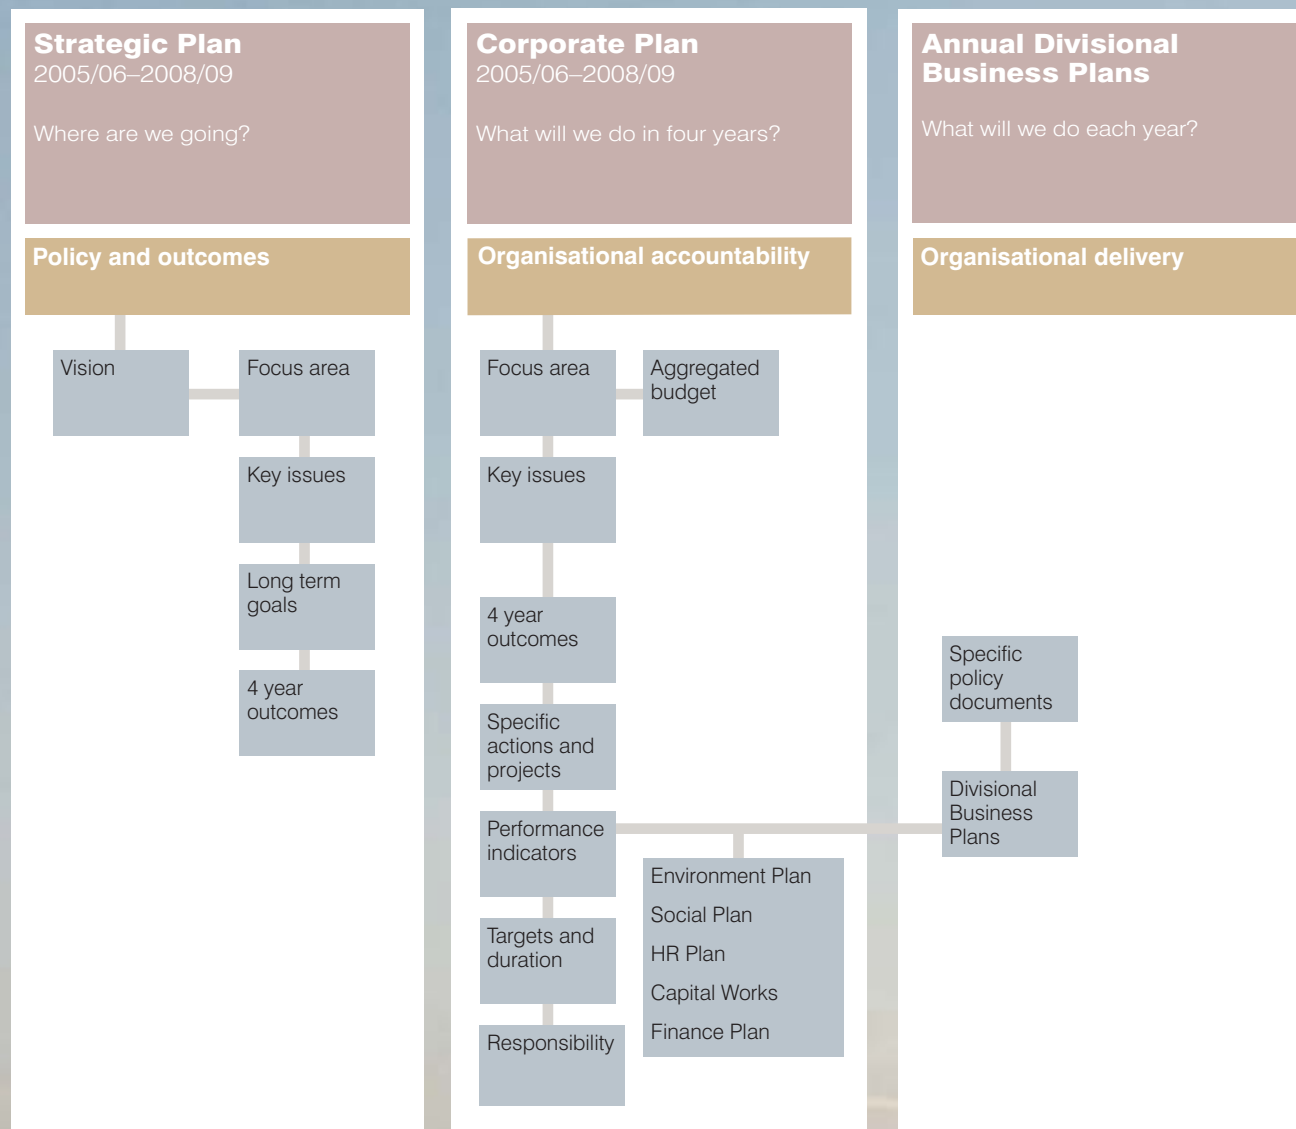 Strategic Plan
2005/06–2008/09
Where are we going?
Policy and outcomes
Vision
Focus area
Key issues
Long term
goals
4 year
outcomes
Corporate Plan
2005/06–2008/09
What will we do in four years?
Organisational accountability
Focus area
Aggregated
budget
Key issues
4 year
outcomes
Specific
actions and
projects
Performance
indicators
Targets and
duration
Responsibility
Environment Plan
Social Plan
HR Plan
Capital Works
Finance Plan
Annual Divisional
Business Plans
What will we do each year?
Organisational delivery
Specific
policy
documents
Divisional
Business
Plans